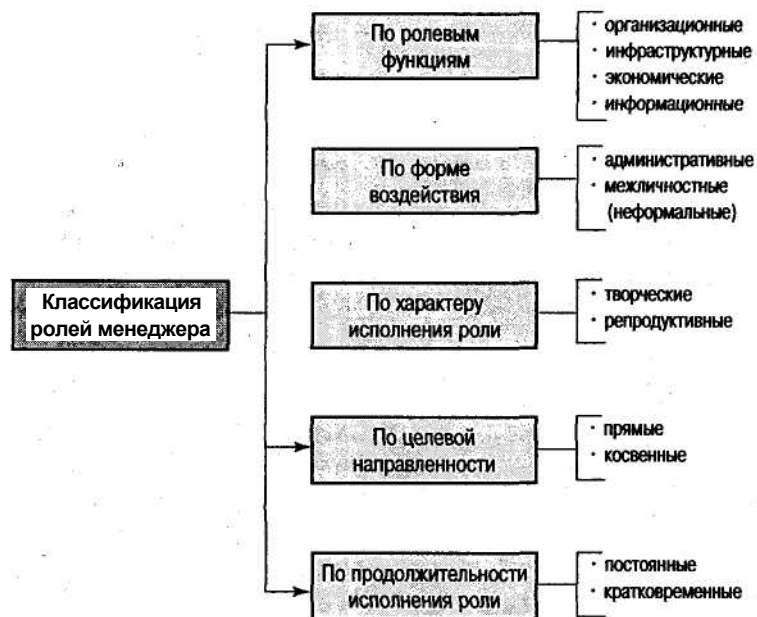 По ролевым
функциям
· организационные
· инфраструктурные
· экономические
· информационные
По форме
воздействия
· административные
· межличностные
(неформальные)
Классификация
ролей менеджера
По характеру
исполнения роли
· творческие
· репродуктивные
По целевой
направленности
· прямые
· косвенные
По продолжительности
исполнения роли
· постоянные
· кратковременные